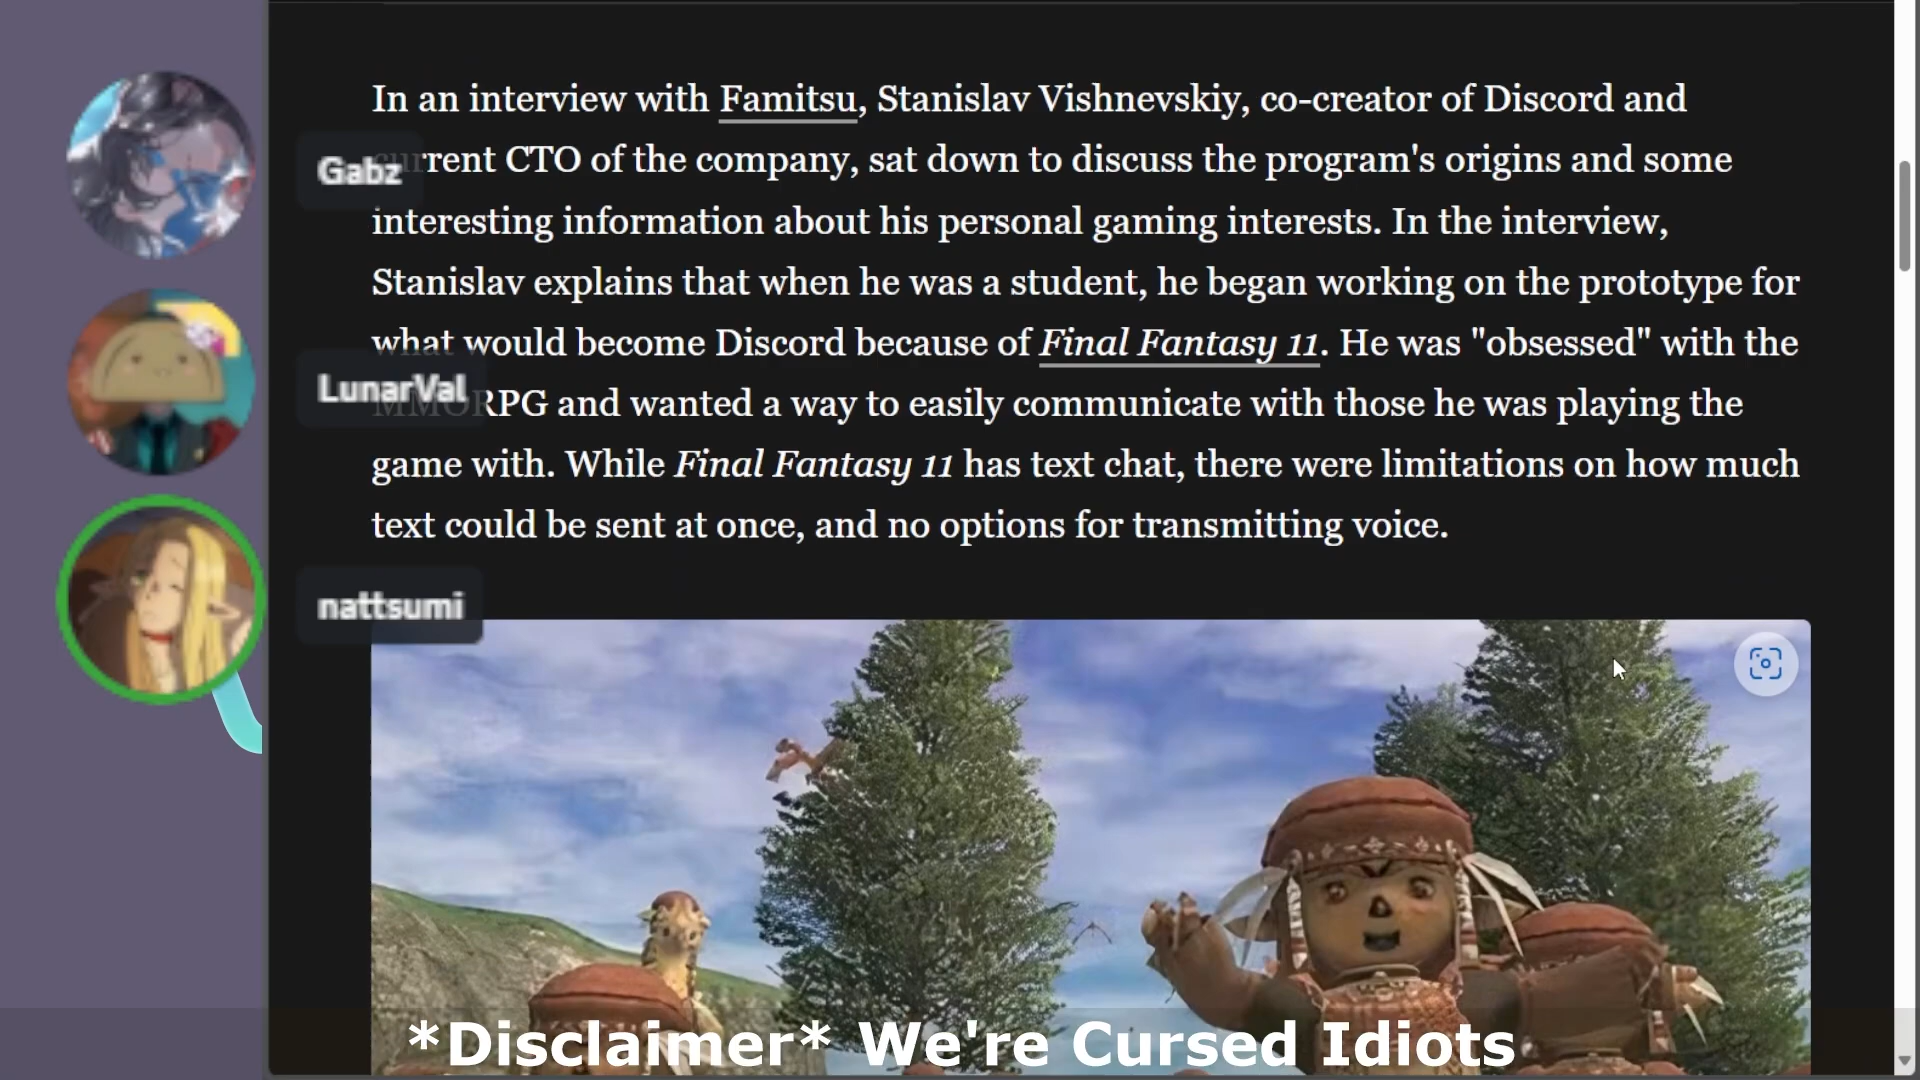 In an interview with Famitsu, Stanislav Vishnevskiy, co-creator of Discord and
Gabz
current CTO of the company, sat down to discuss the program's origins and some
interesting information about his personal gaming interests. In the interview,
Stanislav explains that when he was a student, he began working on the prototype for
what would become Discord because of Final Fantasy 11. He was "obsessed" with the
LunarVal
MMORPG and wanted a way to easily communicate with those he was playing the
game with. While Final Fantasy 11 has text chat, there were limitations on how much
text could be sent at once, and no options for transmitting voice.
nattsumi
*Disclaimer* We're Cursed Idiots